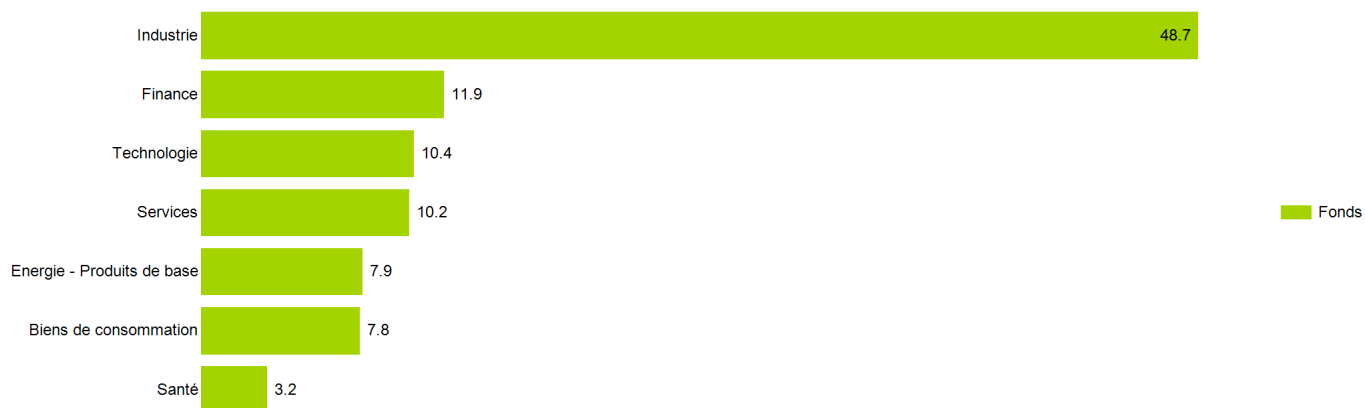 Industrie 48.7
Finance 11.9
Technologie 10.4
Services 10.2
Fonds
Energie - Produits de base 7.9
Biens de consommation 7.8
Santé 3.2